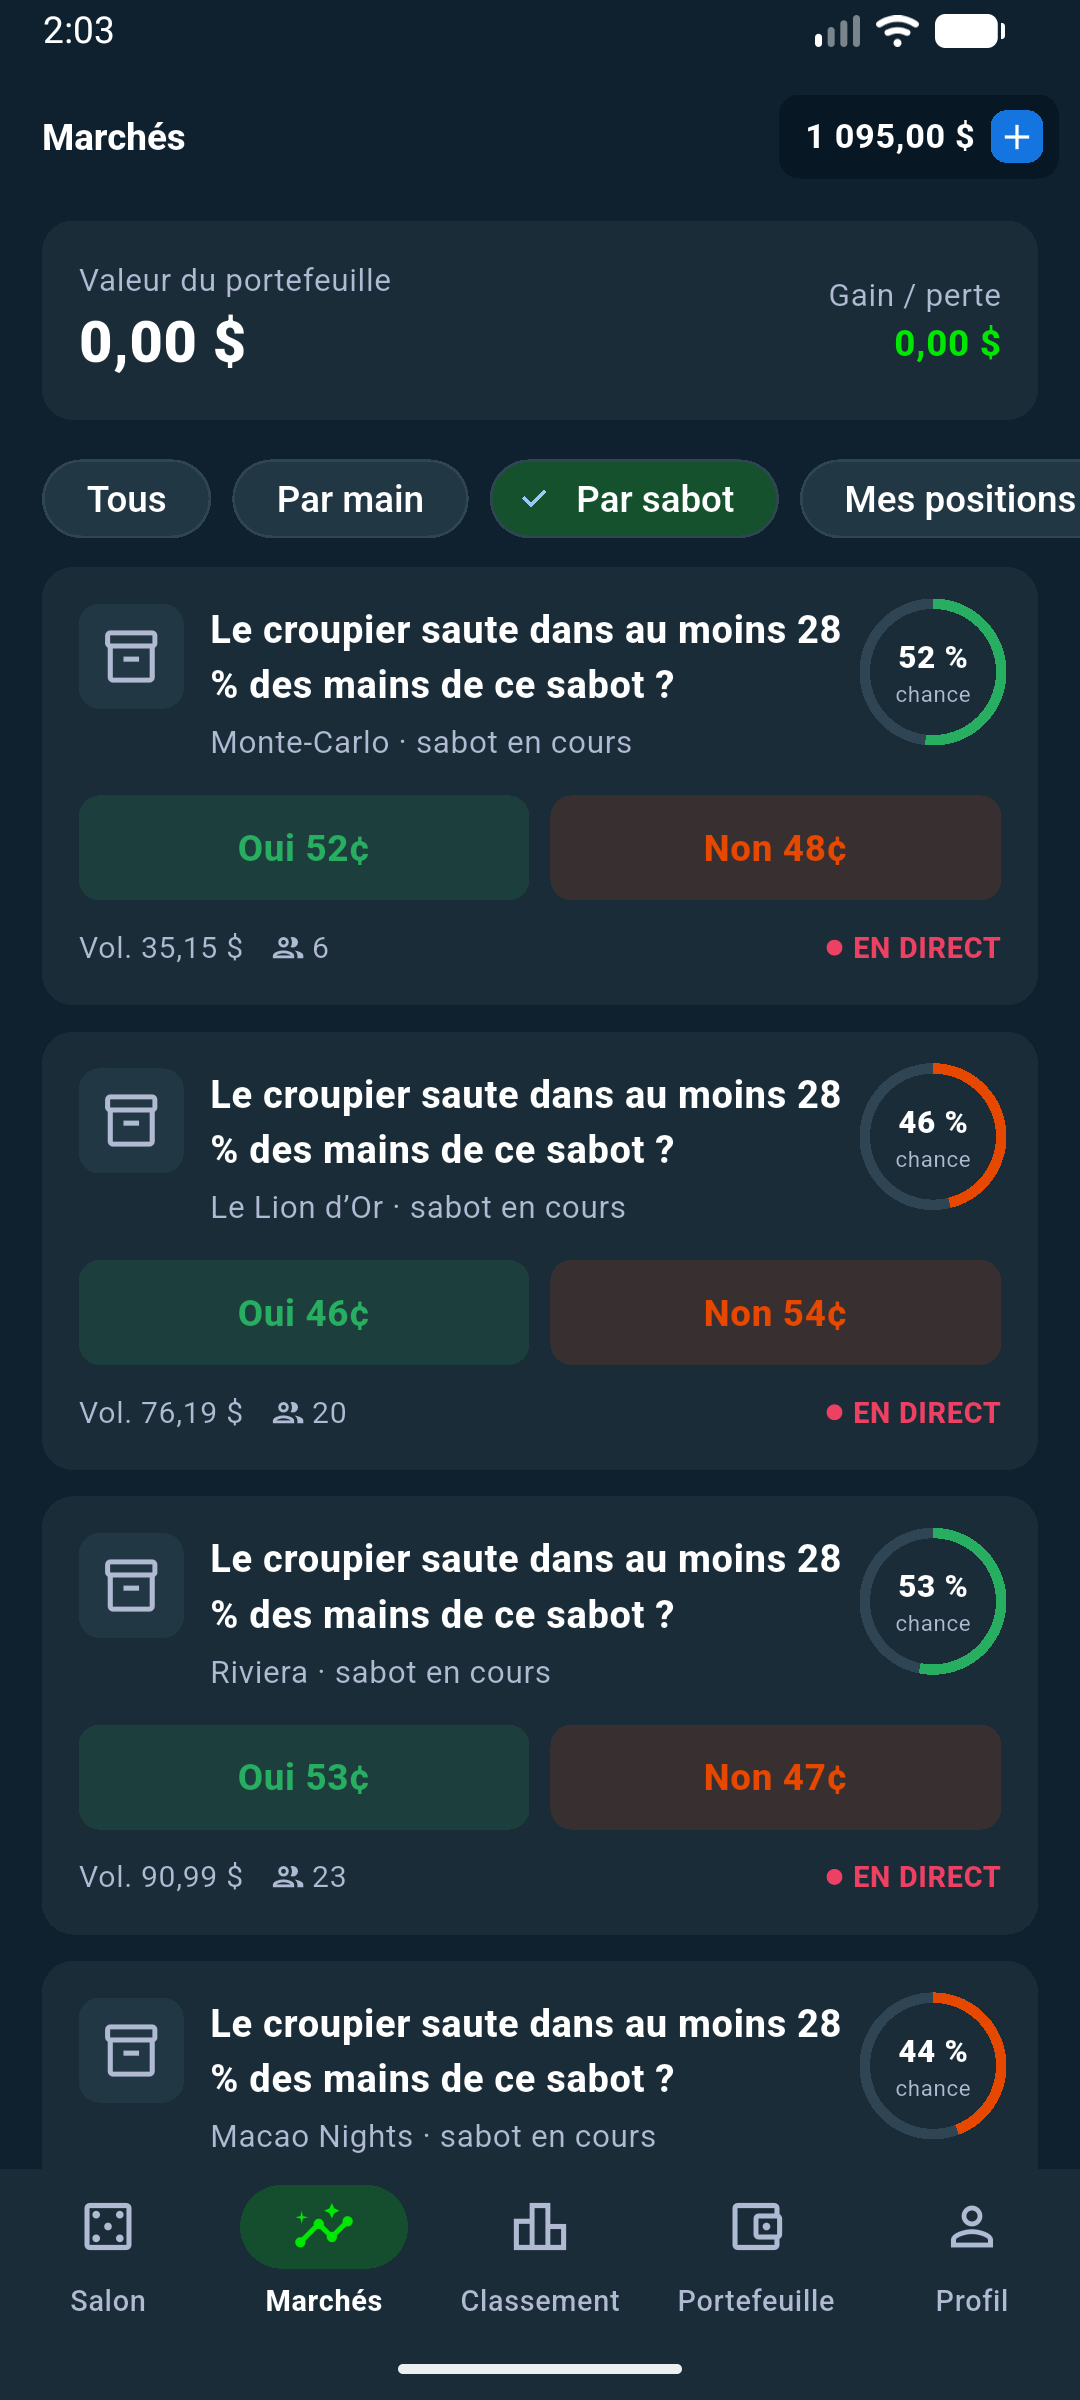 2:03
Marchés
1 095,00 $
Valeur du portefeuille
0,00 $
Gain / perte
0,00 $
Tous
Par main
Par sabot
Mes positions
Le croupier saute dans au moins 28
% des mains de ce sabot ?
Monte-Carlo · sabot en cours
52 %
chance
Oui 52¢
Non 48¢
Vol. 35,15 $
6
EN DIRECT
Le croupier saute dans au moins 28
% des mains de ce sabot ?
Le Lion d’Or · sabot en cours
46 %
chance
Oui 46¢
Non 54¢
Vol. 76,19 $
20
EN DIRECT
Le croupier saute dans au moins 28
% des mains de ce sabot ?
Riviera · sabot en cours
53 %
chance
Oui 53¢
Non 47¢
Vol. 90,99 $
23
EN DIRECT
Le croupier saute dans au moins 28
% des mains de ce sabot ?
Macao Nights · sabot en cours
44 %
chance
Salon
Marchés
Classement
Portefeuille
Profil